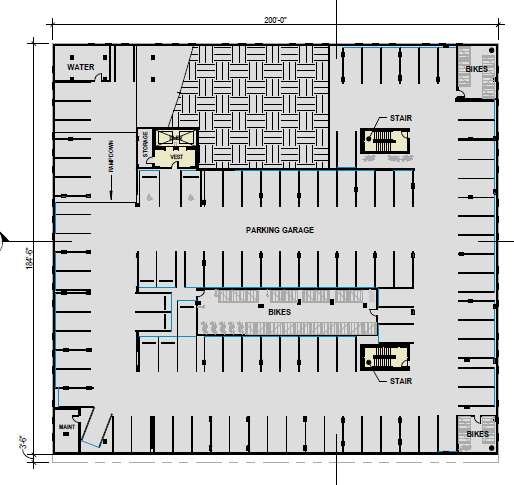 200'-0"
WATER
BIKES
STAIR
STORAGE
VEST
RAMP DOWN
PARKING GARAGE
184'-6"
BIKES
STAIR
MAINT
BIKES
3'-6"